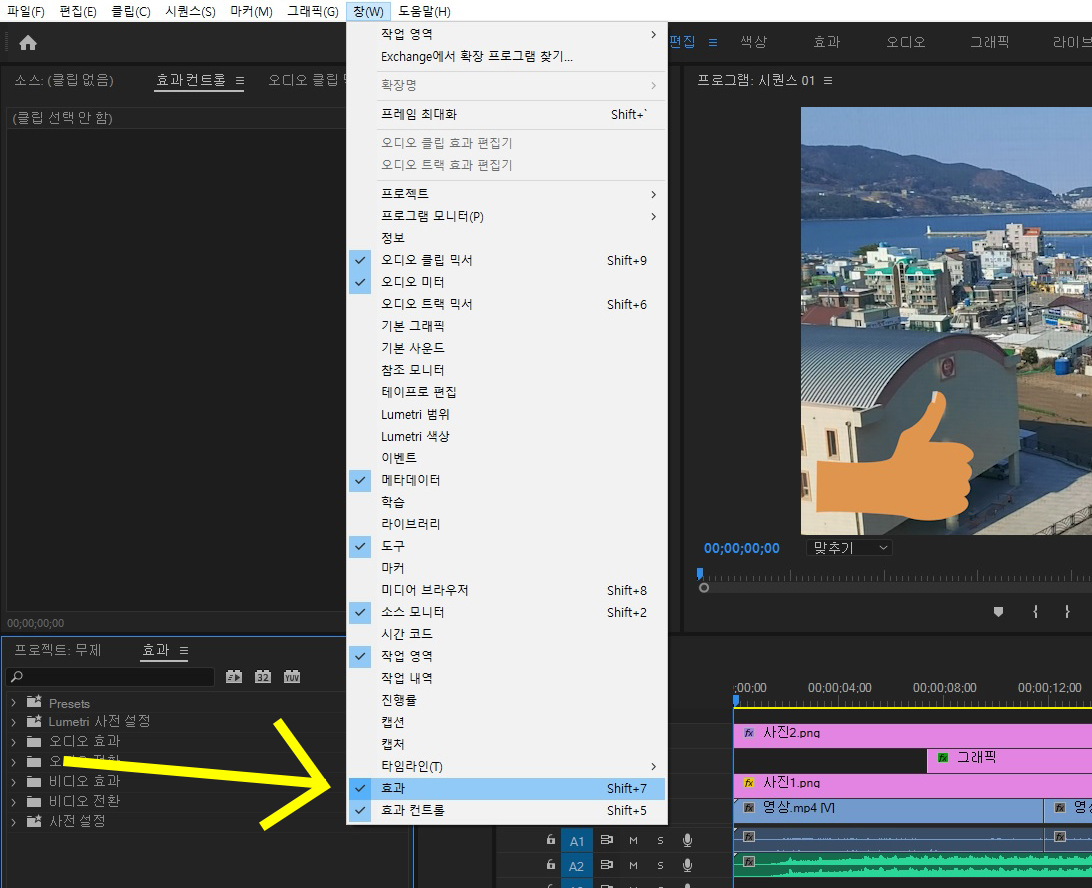 파일(F) 편집(E) 클립(C) 시퀀스(S) 마커(M) 그래픽(G) 창(W) 도움말(H)
편집 색상 효과 오디오 그래픽 라이브
소스: (클립 없음) 효과 컨트롤 오디오 클립
(클립 선택 안 함)
00;00;00;00
작업 영역
Exchange에서 확장 프로그램 찾기...
확장명
프레임 최대화 Shift+`
오디오 클립 효과 편집기
오디오 트랙 효과 편집기
프로젝트
프로그램 모니터(P)
정보
오디오 클립 믹서 Shift+9
오디오 미터
오디오 트랙 믹서 Shift+6
기본 그래픽
기본 사운드
참조 모니터
테이프로 편집
Lumetri 범위
Lumetri 색상
이벤트
메타데이터
학습
라이브러리
도구
마커
미디어 브라우저 Shift+8
소스 모니터 Shift+2
시간 코드
작업 영역
작업 내역
진행률
캡션
캡처
타임라인(T)
효과 Shift+7
효과 컨트롤 Shift+5
프로그램: 시퀀스 01
00;00;00;00 맞추기
프로젝트: 무제 효과
32 YUV
Presets
Lumetri 사전 설정
오디오 효과
비디오 효과
비디오 전환
사전 설정
;00;00 00;00;04;00 00;00;08;00 00;00;12;00
fx 사진2.png
fx 그래픽
fx 사진1.png
fx 영상.mp4 [V] fx
A1 M S fx fx
A2 M S fx